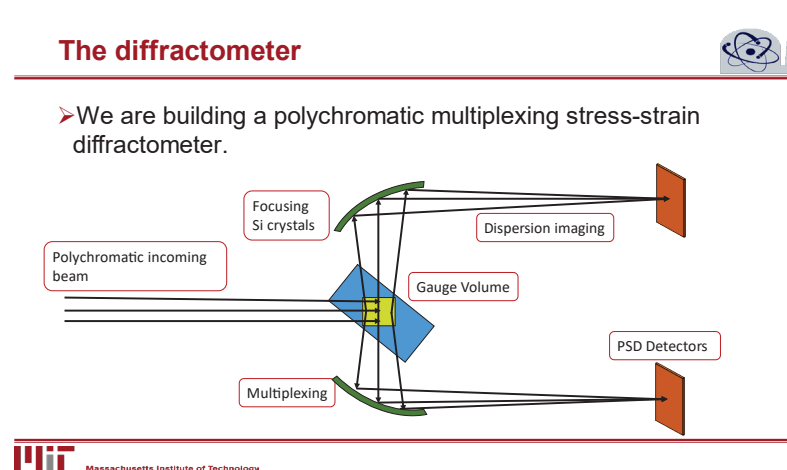 The diffractometer
➢We are building a polychromatic multiplexing stress-strain
diffractometer.
Focusing
Si crystals
Dispersion imaging
Polychromatic incoming
beam
Gauge Volume
PSD Detectors
Multiplexing
MIT
Massachusetts Institute of Technology